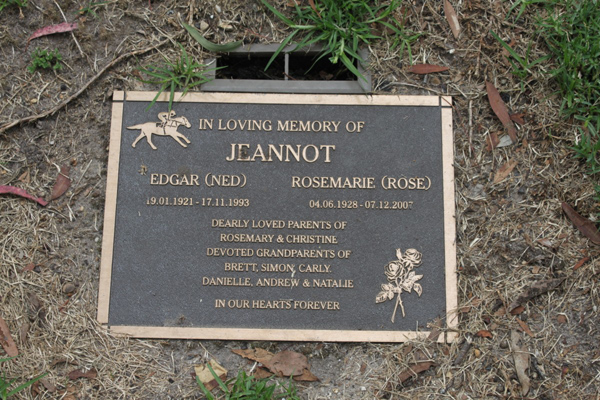 IN LOVING MEMORY OF
JEANNOT
EDGAR (NED) ROSEMARIE (ROSE)
19.01.1921 - 17.11.1993 04.06.1928 - 07.12.2007
DEARLY LOVED PARENTS OF
ROSEMARY & CHRISTINE
DEVOTED GRANDPARENTS OF
BRETT, SIMON, CARLY.
DANIELLE, ANDREW & NATALIE
IN OUR HEARTS FOREVER